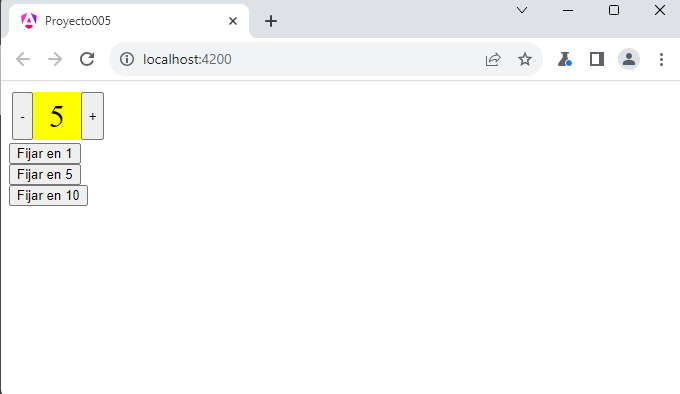 Proyecto005
localhost:4200
- 5 +
Fijar en 1
Fijar en 5
Fijar en 10